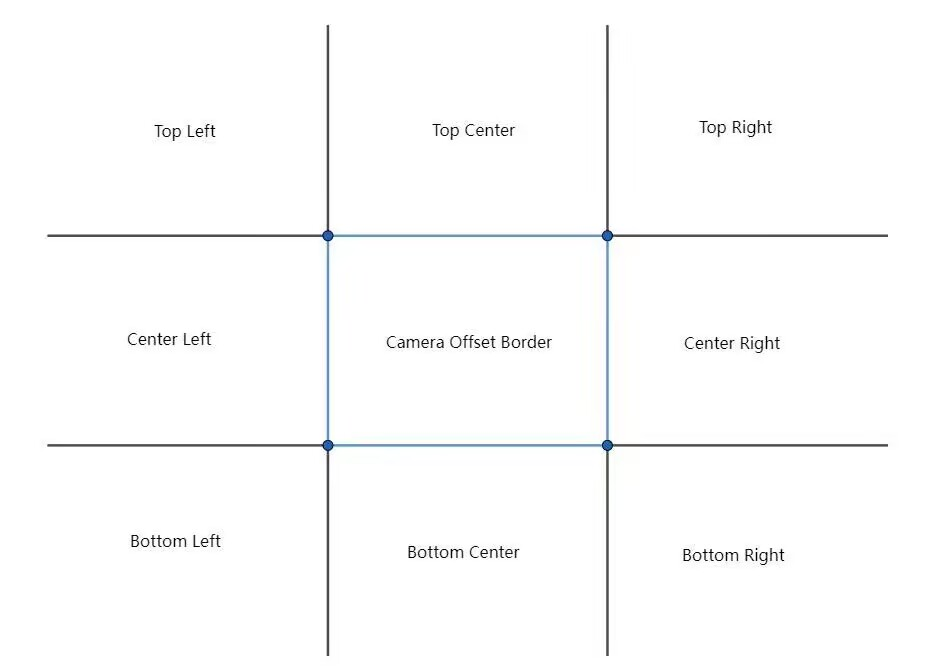 Top Left
Top Center
Top Right
Center Left
Camera Offset Border
Center Right
Bottom Left
Bottom Center
Bottom Right